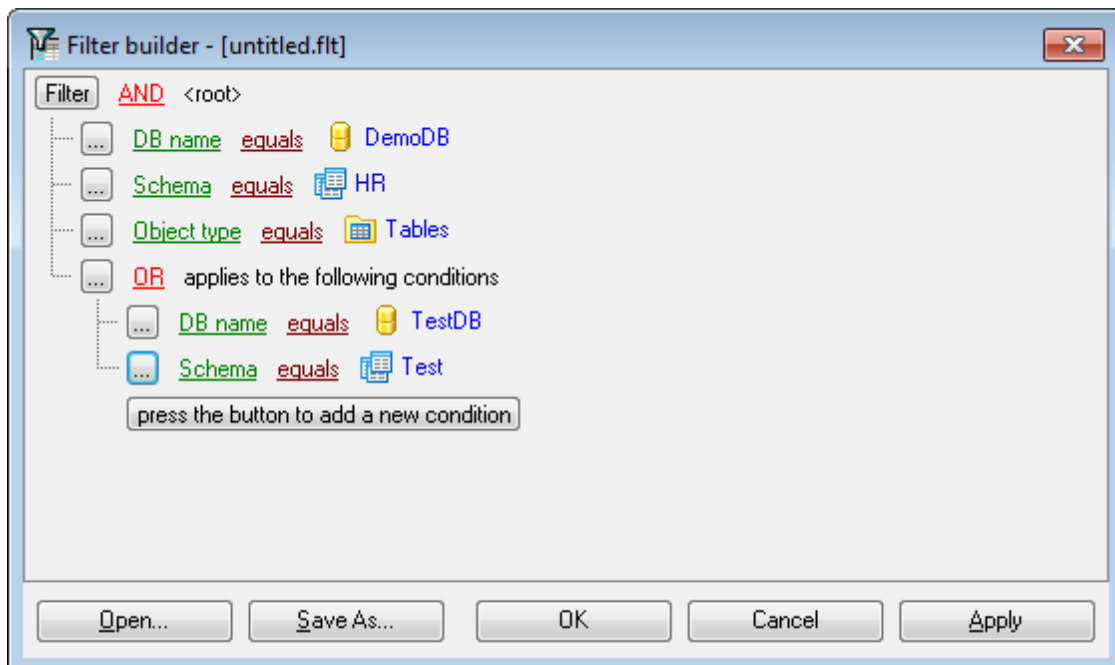 Filter builder - [untitled.flt]
Filter AND <root>
... DB name equals DemoDB
... Schema equals HR
... Object type equals Tables
... OR applies to the following conditions
... DB name equals TestDB
... Schema equals Test
press the button to add a new condition
Open... Save As... OK Cancel Apply